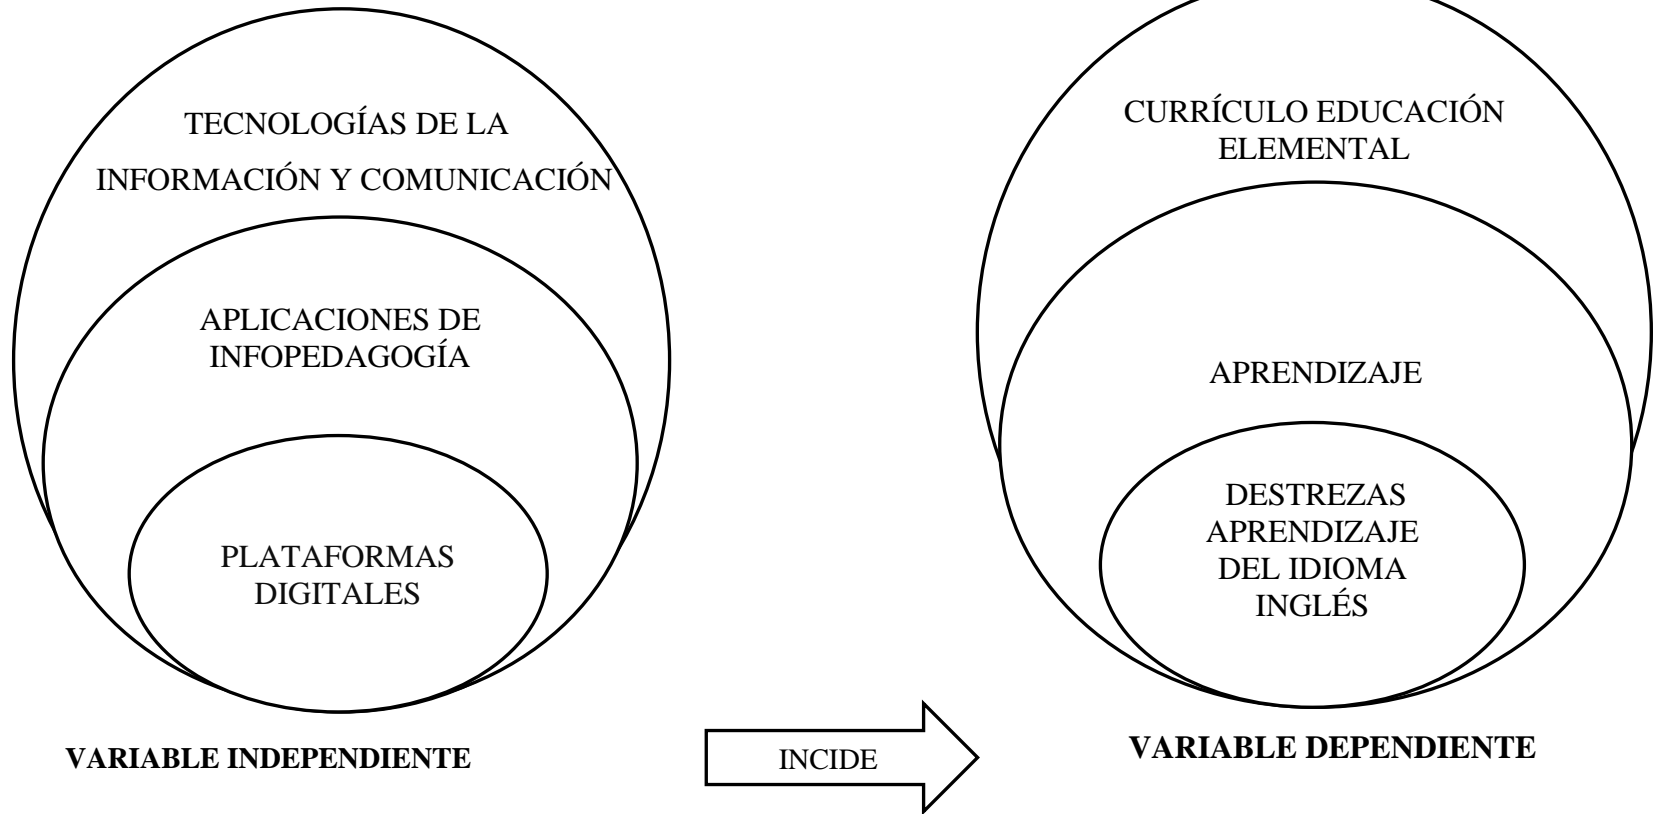 TECNOLOGÍAS DE LA
INFORMACIÓN Y COMUNICACIÓN
APLICACIONES DE
INFOPEDAGOGÍA
PLATAFORMAS
DIGITALES
VARIABLE INDEPENDIENTE
INCIDE
CURRÍCULO EDUCACIÓN
ELEMENTAL
APRENDIZAJE
DESTREZAS
APRENDIZAJE
DEL IDIOMA
INGLÉS
VARIABLE DEPENDIENTE